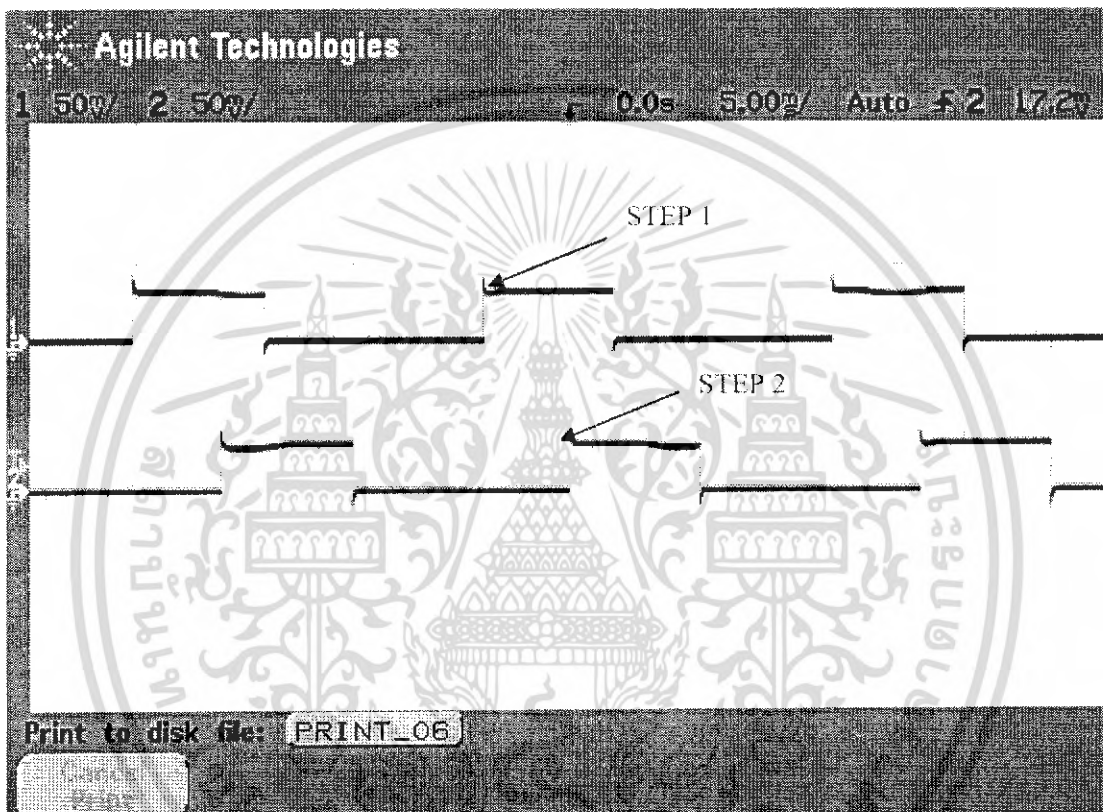 Agilent Technologies
1 50㎷/ 2 50㎷/ 0.0s 5.00㎳/ Auto 2 17.2㎷
STEP 1
STEP 2
Print to disk file: PRINT_06